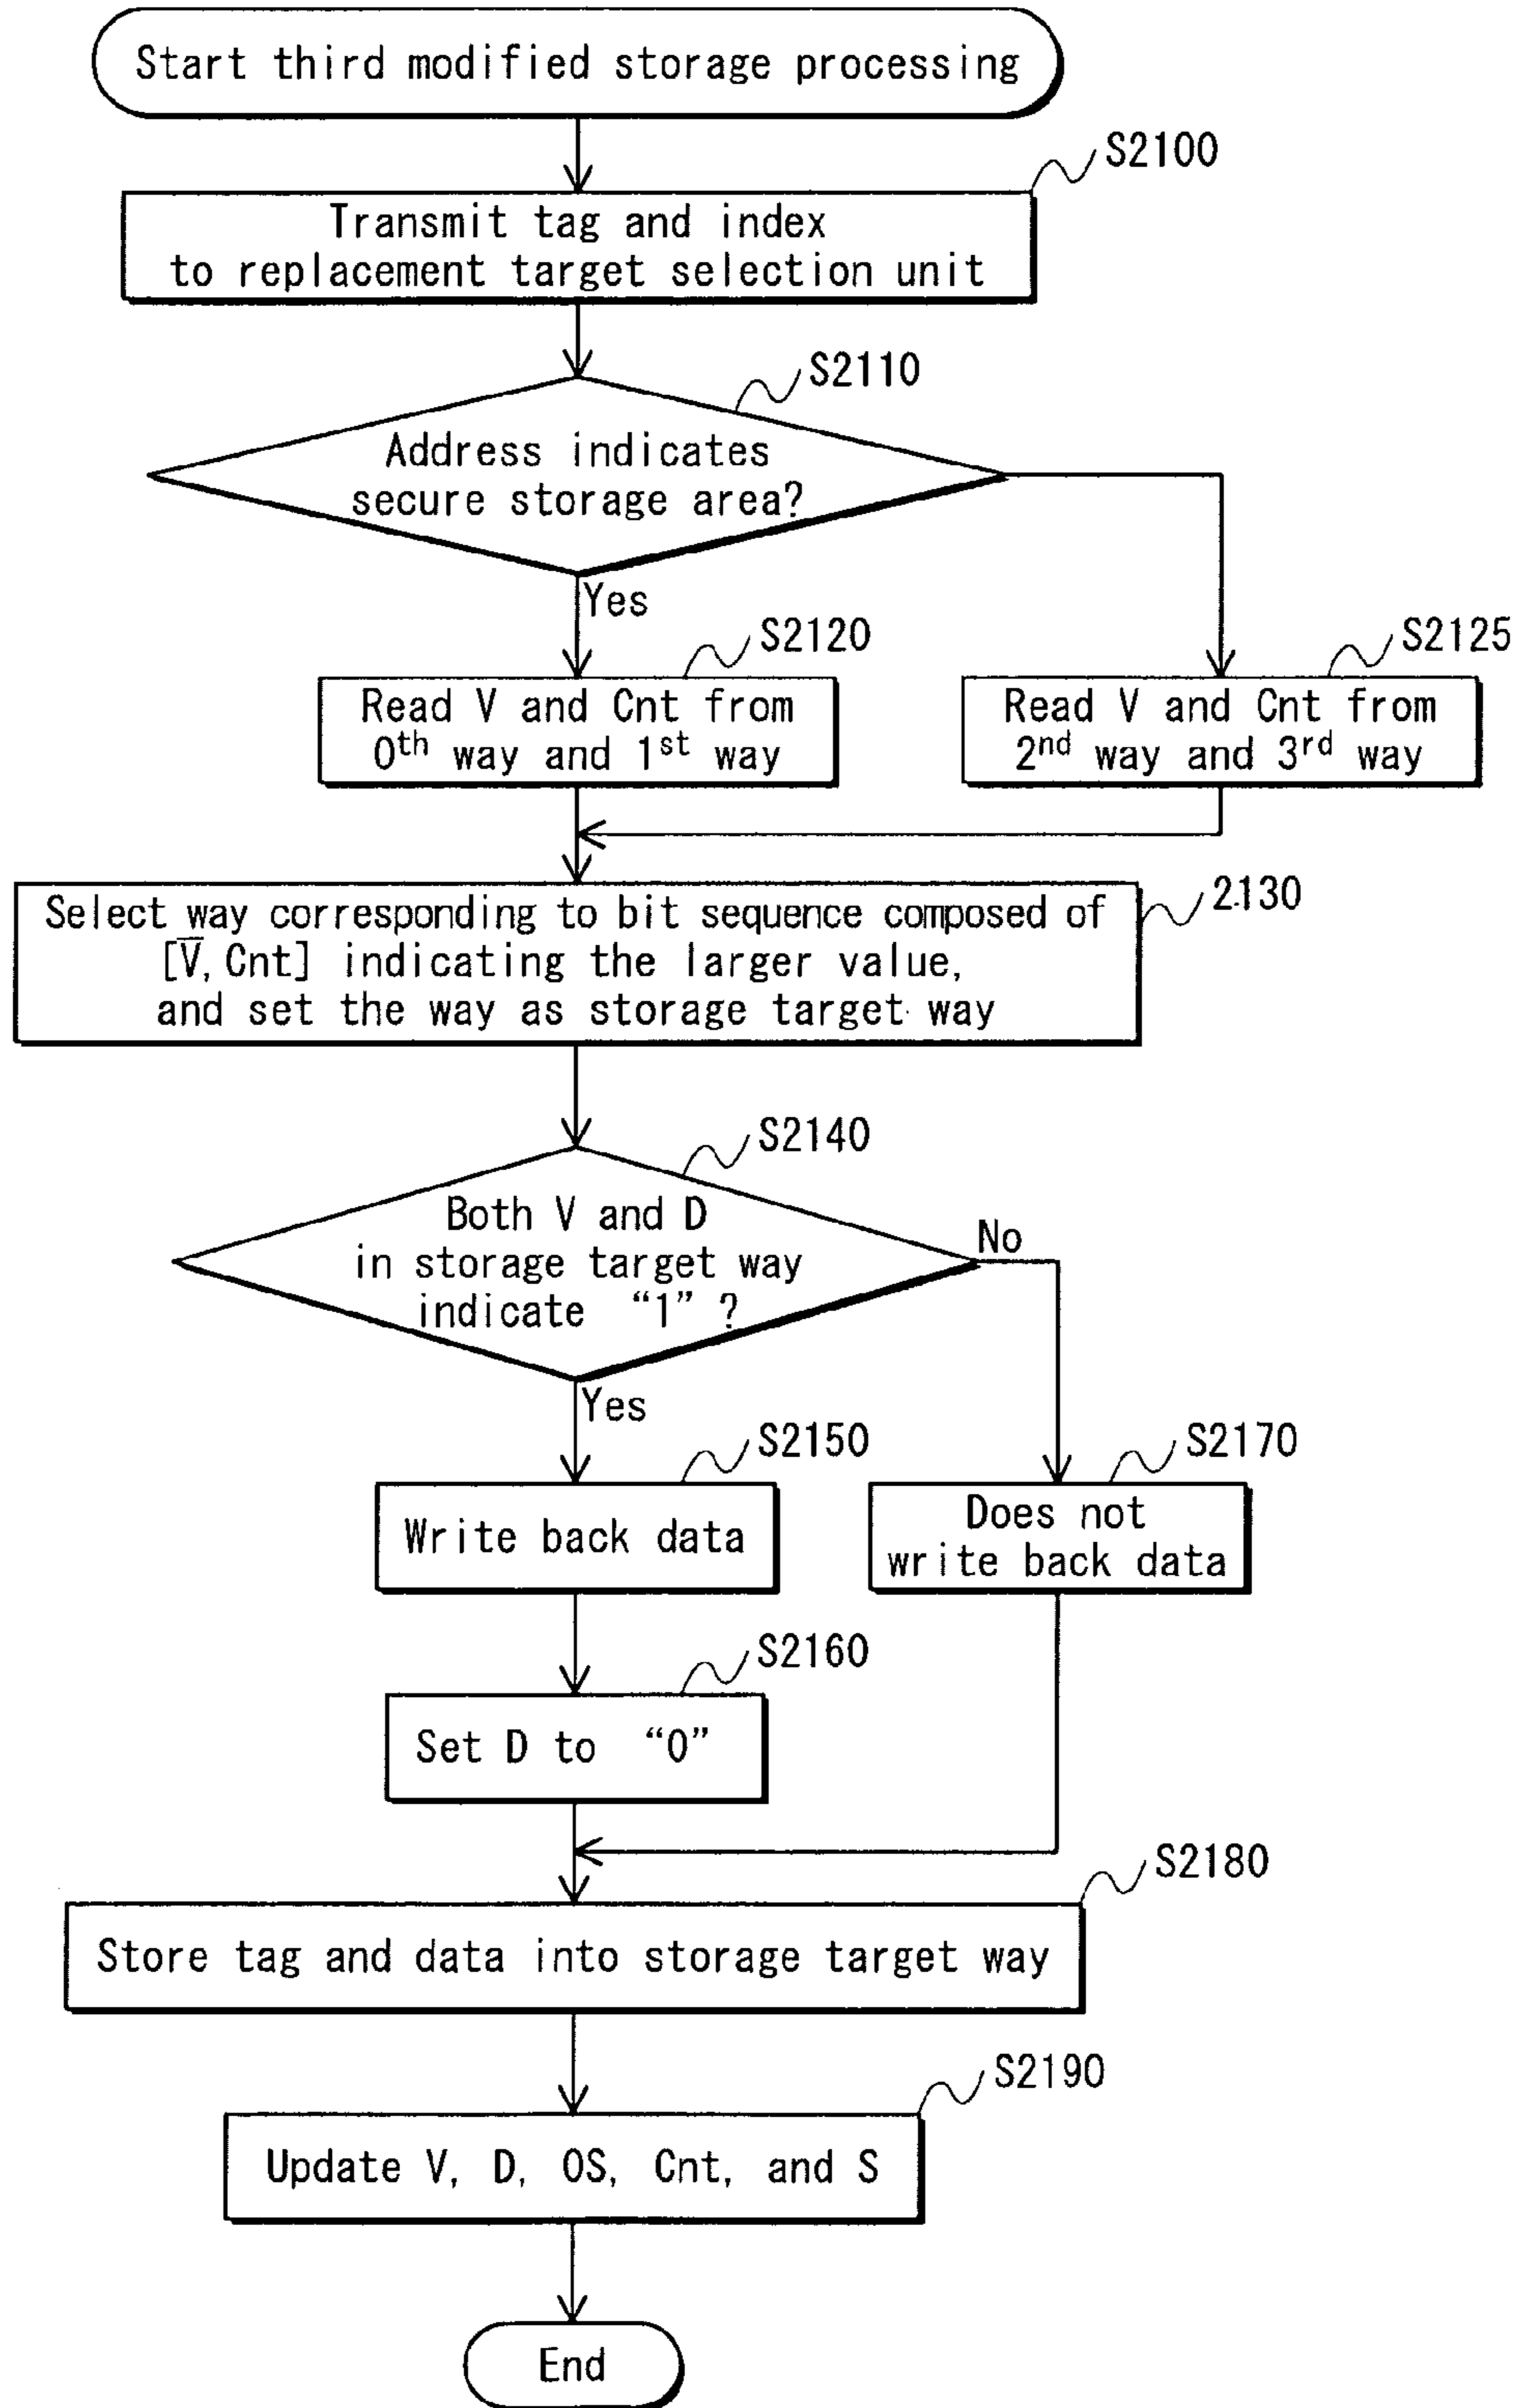 Start third modified storage processing
S2100
Transmit tag and index
to replacement target selection unit
S2110
Address indicates
secure storage area?
Yes
S2120
S2125
Read V and Cnt from
0th way and 1st way
Read V and Cnt from
2nd way and 3rd way
2130
Select way corresponding to bit sequence composed of
[V̅, Cnt] indicating the larger value,
and set the way as storage target way
S2140
Both V and D
in storage target way
indicate “1” ?
No
Yes
S2150
S2170
Write back data
Does not
write back data
S2160
Set D to “0”
S2180
Store tag and data into storage target way
S2190
Update V, D, OS, Cnt, and S
End